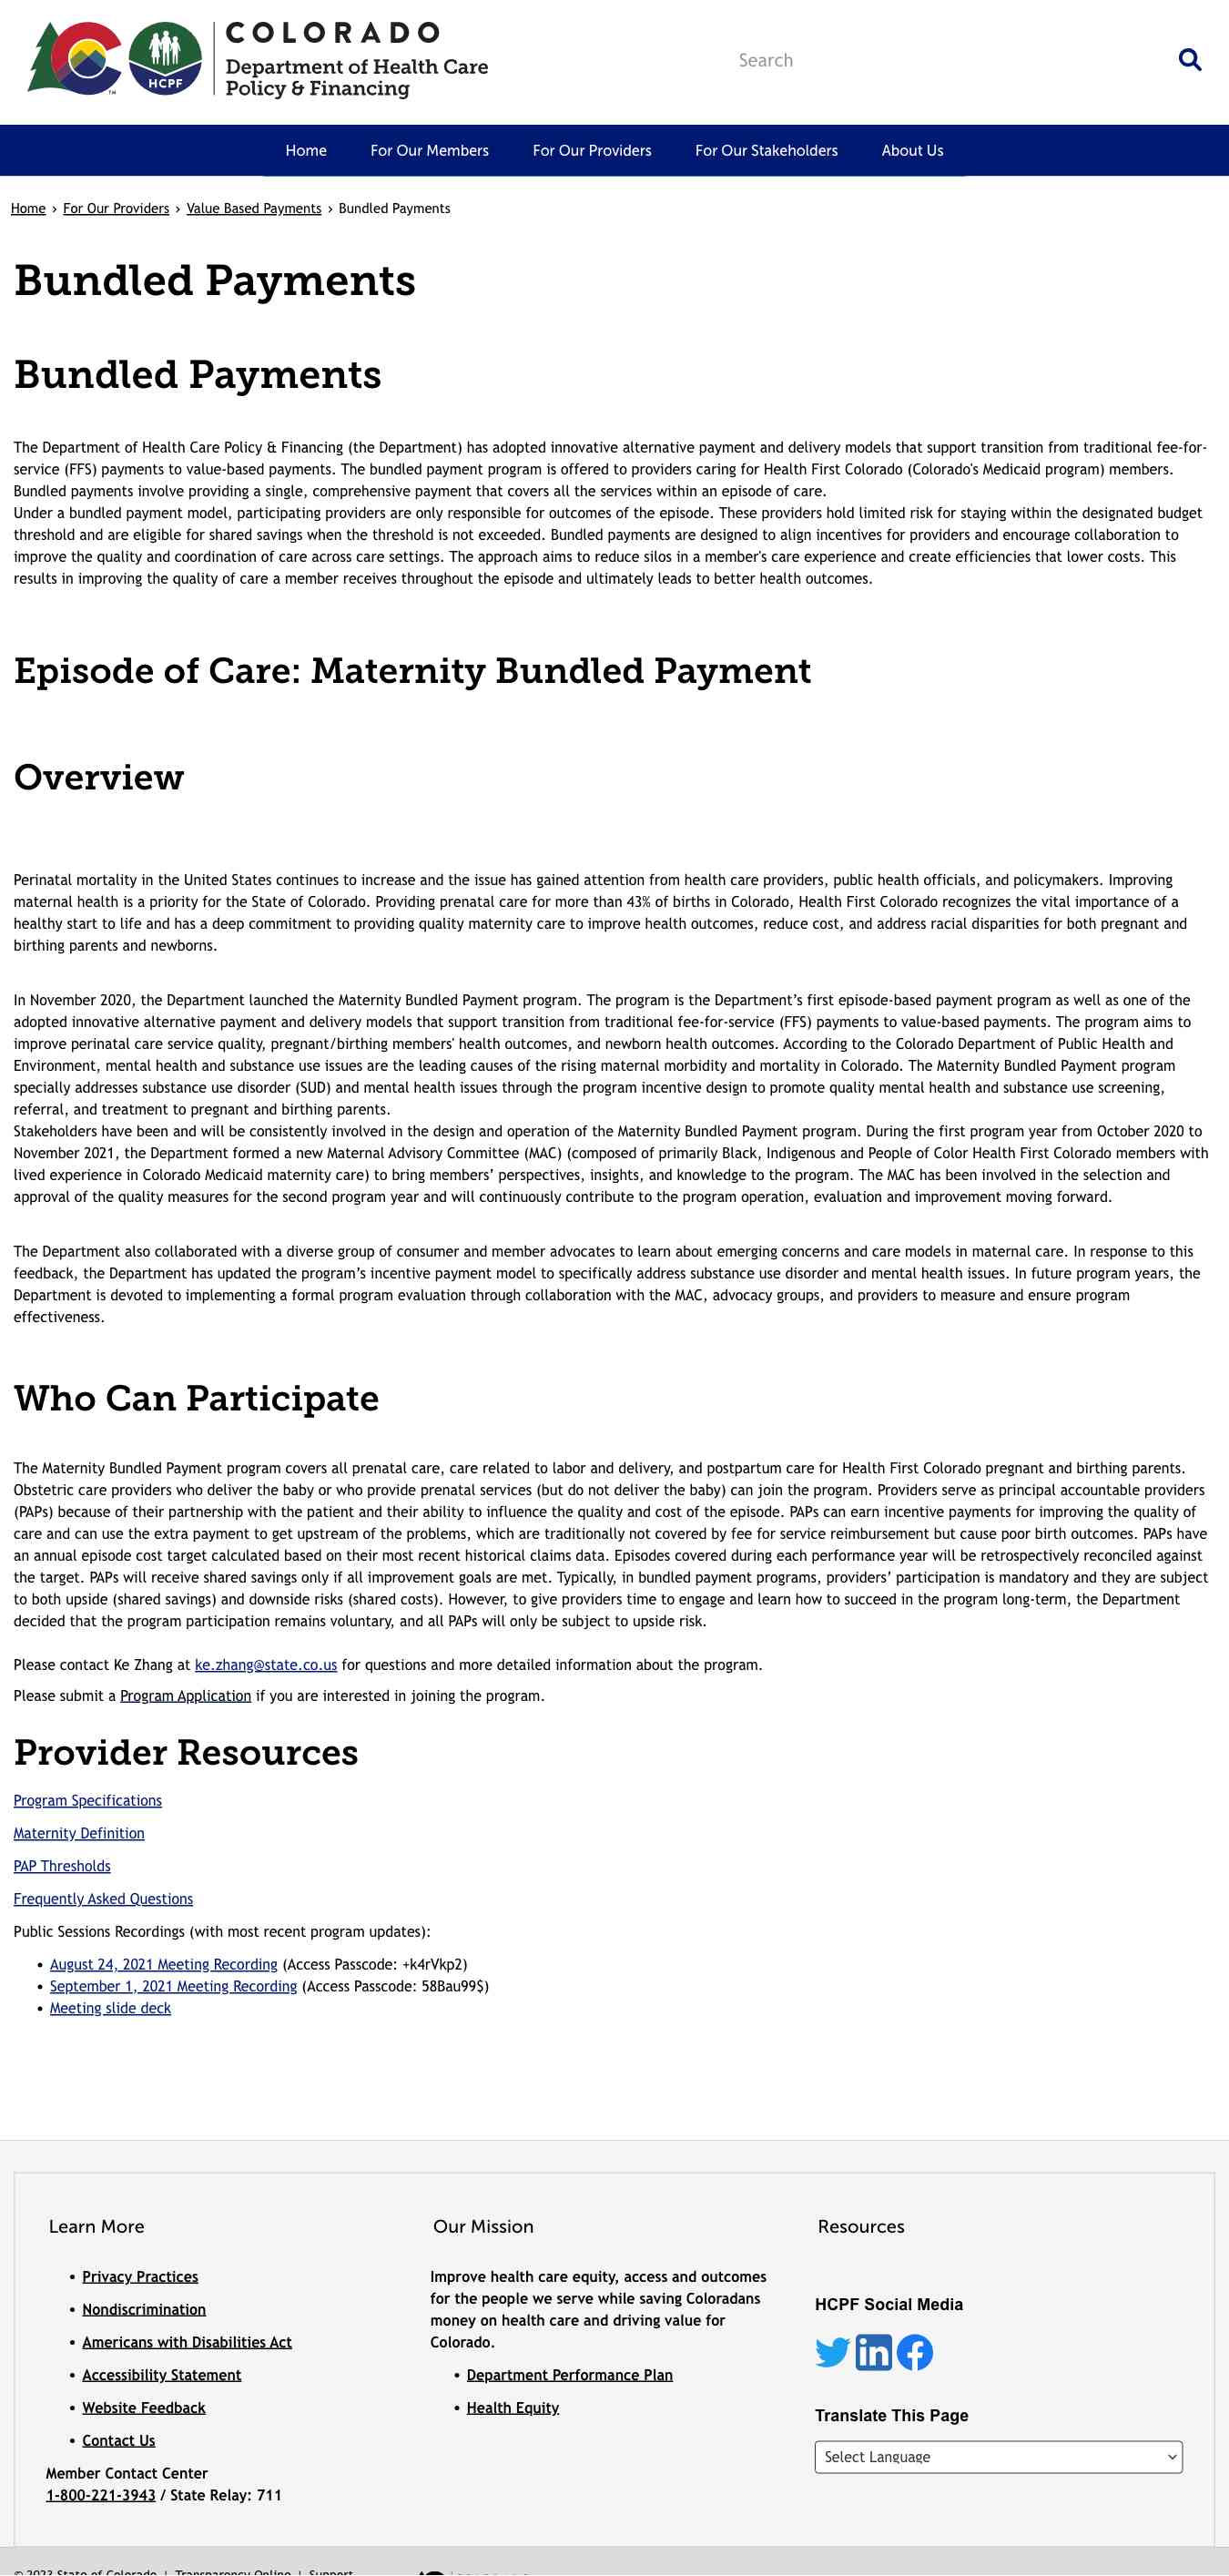 COLORADO
Department of Health Care
Policy & Financing
HCPF
TM
Search
Home For Our Members For Our Providers For Our Stakeholders About Us
Home › For Our Providers › Value Based Payments › Bundled Payments
Bundled Payments
Bundled Payments
The Department of Health Care Policy & Financing (the Department) has adopted innovative alternative payment and delivery models that support transition from traditional fee-for-
service (FFS) payments to value-based payments. The bundled payment program is offered to providers caring for Health First Colorado (Colorado's Medicaid program) members.
Bundled payments involve providing a single, comprehensive payment that covers all the services within an episode of care.
Under a bundled payment model, participating providers are only responsible for outcomes of the episode. These providers hold limited risk for staying within the designated budget
threshold and are eligible for shared savings when the threshold is not exceeded. Bundled payments are designed to align incentives for providers and encourage collaboration to
improve the quality and coordination of care across care settings. The approach aims to reduce silos in a member's care experience and create efficiencies that lower costs. This
results in improving the quality of care a member receives throughout the episode and ultimately leads to better health outcomes.
Episode of Care: Maternity Bundled Payment
Overview
Perinatal mortality in the United States continues to increase and the issue has gained attention from health care providers, public health officials, and policymakers. Improving
maternal health is a priority for the State of Colorado. Providing prenatal care for more than 43% of births in Colorado, Health First Colorado recognizes the vital importance of a
healthy start to life and has a deep commitment to providing quality maternity care to improve health outcomes, reduce cost, and address racial disparities for both pregnant and
birthing parents and newborns.
In November 2020, the Department launched the Maternity Bundled Payment program. The program is the Department’s first episode-based payment program as well as one of the
adopted innovative alternative payment and delivery models that support transition from traditional fee-for-service (FFS) payments to value-based payments. The program aims to
improve perinatal care service quality, pregnant/birthing members' health outcomes, and newborn health outcomes. According to the Colorado Department of Public Health and
Environment, mental health and substance use issues are the leading causes of the rising maternal morbidity and mortality in Colorado. The Maternity Bundled Payment program
specially addresses substance use disorder (SUD) and mental health issues through the program incentive design to promote quality mental health and substance use screening,
referral, and treatment to pregnant and birthing parents.
Stakeholders have been and will be consistently involved in the design and operation of the Maternity Bundled Payment program. During the first program year from October 2020 to
November 2021, the Department formed a new Maternal Advisory Committee (MAC) (composed of primarily Black, Indigenous and People of Color Health First Colorado members with
lived experience in Colorado Medicaid maternity care) to bring members’ perspectives, insights, and knowledge to the program. The MAC has been involved in the selection and
approval of the quality measures for the second program year and will continuously contribute to the program operation, evaluation and improvement moving forward.
The Department also collaborated with a diverse group of consumer and member advocates to learn about emerging concerns and care models in maternal care. In response to this
feedback, the Department has updated the program’s incentive payment model to specifically address substance use disorder and mental health issues. In future program years, the
Department is devoted to implementing a formal program evaluation through collaboration with the MAC, advocacy groups, and providers to measure and ensure program
effectiveness.
Who Can Participate
The Maternity Bundled Payment program covers all prenatal care, care related to labor and delivery, and postpartum care for Health First Colorado pregnant and birthing parents.
Obstetric care providers who deliver the baby or who provide prenatal services (but do not deliver the baby) can join the program. Providers serve as principal accountable providers
(PAPs) because of their partnership with the patient and their ability to influence the quality and cost of the episode. PAPs can earn incentive payments for improving the quality of
care and can use the extra payment to get upstream of the problems, which are traditionally not covered by fee for service reimbursement but cause poor birth outcomes. PAPs have
an annual episode cost target calculated based on their most recent historical claims data. Episodes covered during each performance year will be retrospectively reconciled against
the target. PAPs will receive shared savings only if all improvement goals are met. Typically, in bundled payment programs, providers’ participation is mandatory and they are subject
to both upside (shared savings) and downside risks (shared costs). However, to give providers time to engage and learn how to succeed in the program long-term, the Department
decided that the program participation remains voluntary, and all PAPs will only be subject to upside risk.
Please contact Ke Zhang at ke.zhang@state.co.us for questions and more detailed information about the program.
Please submit a Program Application if you are interested in joining the program.
Provider Resources
Program Specifications
Maternity Definition
PAP Thresholds
Frequently Asked Questions
Public Sessions Recordings (with most recent program updates):
• August 24, 2021 Meeting Recording (Access Passcode: +k4rVkp2)
• September 1, 2021 Meeting Recording (Access Passcode: 58Bau99$)
• Meeting slide deck
Learn More
• Privacy Practices
• Nondiscrimination
• Americans with Disabilities Act
• Accessibility Statement
• Website Feedback
• Contact Us
Member Contact Center
1-800-221-3943 / State Relay: 711
Our Mission
Improve health care equity, access and outcomes
for the people we serve while saving Coloradans
money on health care and driving value for
Colorado.
• Department Performance Plan
• Health Equity
Resources
HCPF Social Media
Translate This Page
Select Language
© 2023 State of Colorado | Transparency Online | Support